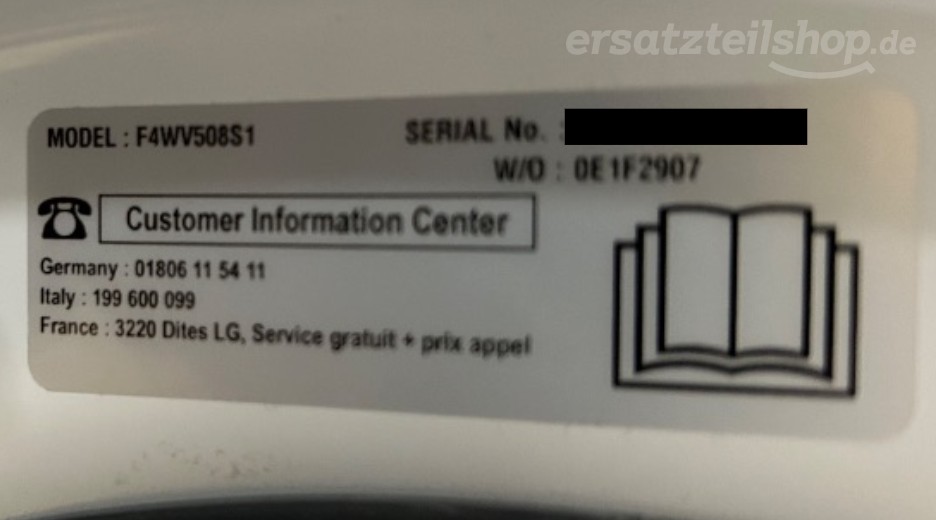 ersatzteilshop.de
MODEL : F4WV508S1
SERIAL No. :
W/O : 0E1F2907
Customer Information Center
Germany : 01806 11 54 11
Italy : 199 600 099
France : 3220 Dites LG, Service gratuit + prix appel